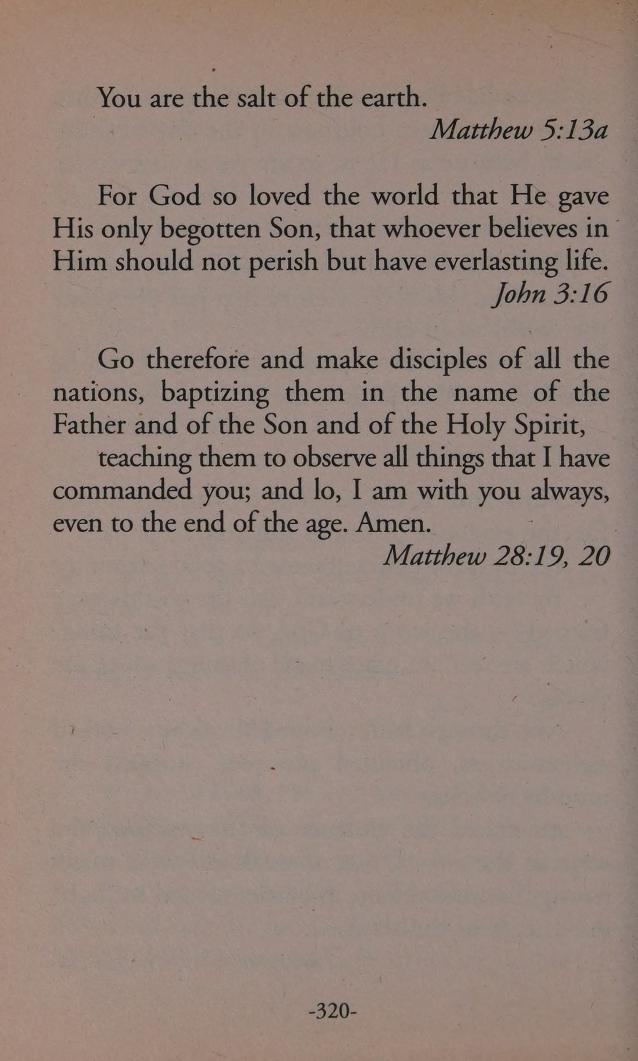 You are the salt of the earth.
Matthew 5:13a
For God so loved the world that He gave
His only begotten Son, that whoever believes in
Him should not perish but have everlasting life.
John 3:16
Go therefore and make disciples of all the
nations, baptizing them in the name of the
Father and of the Son and of the Holy Spirit,
teaching them to observe all things that I have
commanded you; and lo, I am with you always,
even to the end of the age. Amen.
Matthew 28:19, 20
-320-